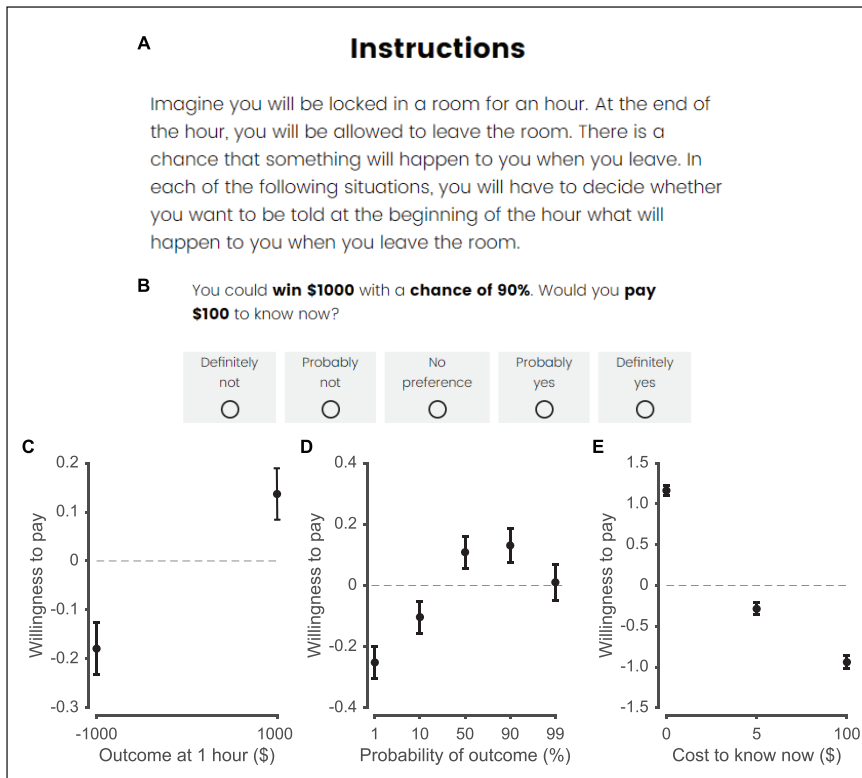 A
Instructions
Imagine you will be locked in a room for an hour. At the end of
the hour, you will be allowed to leave the room. There is a
chance that something will happen to you when you leave. In
each of the following situations, you will have to decide whether
you want to be told at the beginning of the hour what will
happen to you when you leave the room.
B
You could win $1000 with a chance of 90%. Would you pay
$100 to know now?
Definitely not
Probably not
No preference
Probably yes
Definitely yes
C
Willingness to pay
0.2
0.1
0
-0.1
-0.2
-0.3
-1000 1000
Outcome at 1 hour ($)
D
Willingness to pay
0.4
0.2
0
-0.2
-0.4
1 10 50 90 99
Probability of outcome (%)
E
Willingness to pay
1.5
1.0
0.5
0
-0.5
-1.0
-1.5
0 5 100
Cost to know now ($)